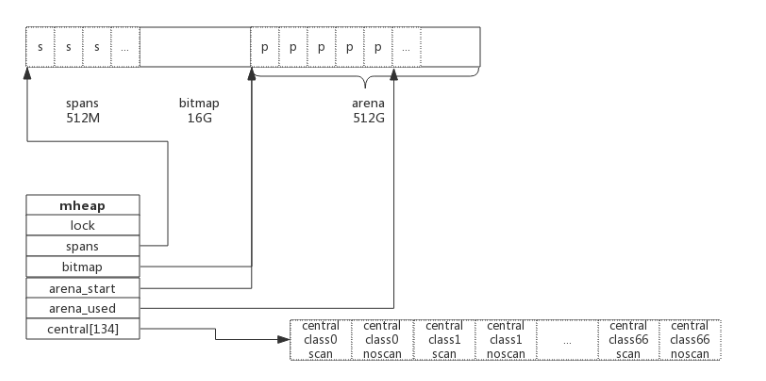 s s s ... p p p p p ...
spans bitmap arena
512M 16G 512G
mheap
lock
spans
bitmap
arena_start
arena_used
central[134]
central central central central central central
class0 class0 class1 class1 ... class66 class66
scan noscan scan noscan scan noscan